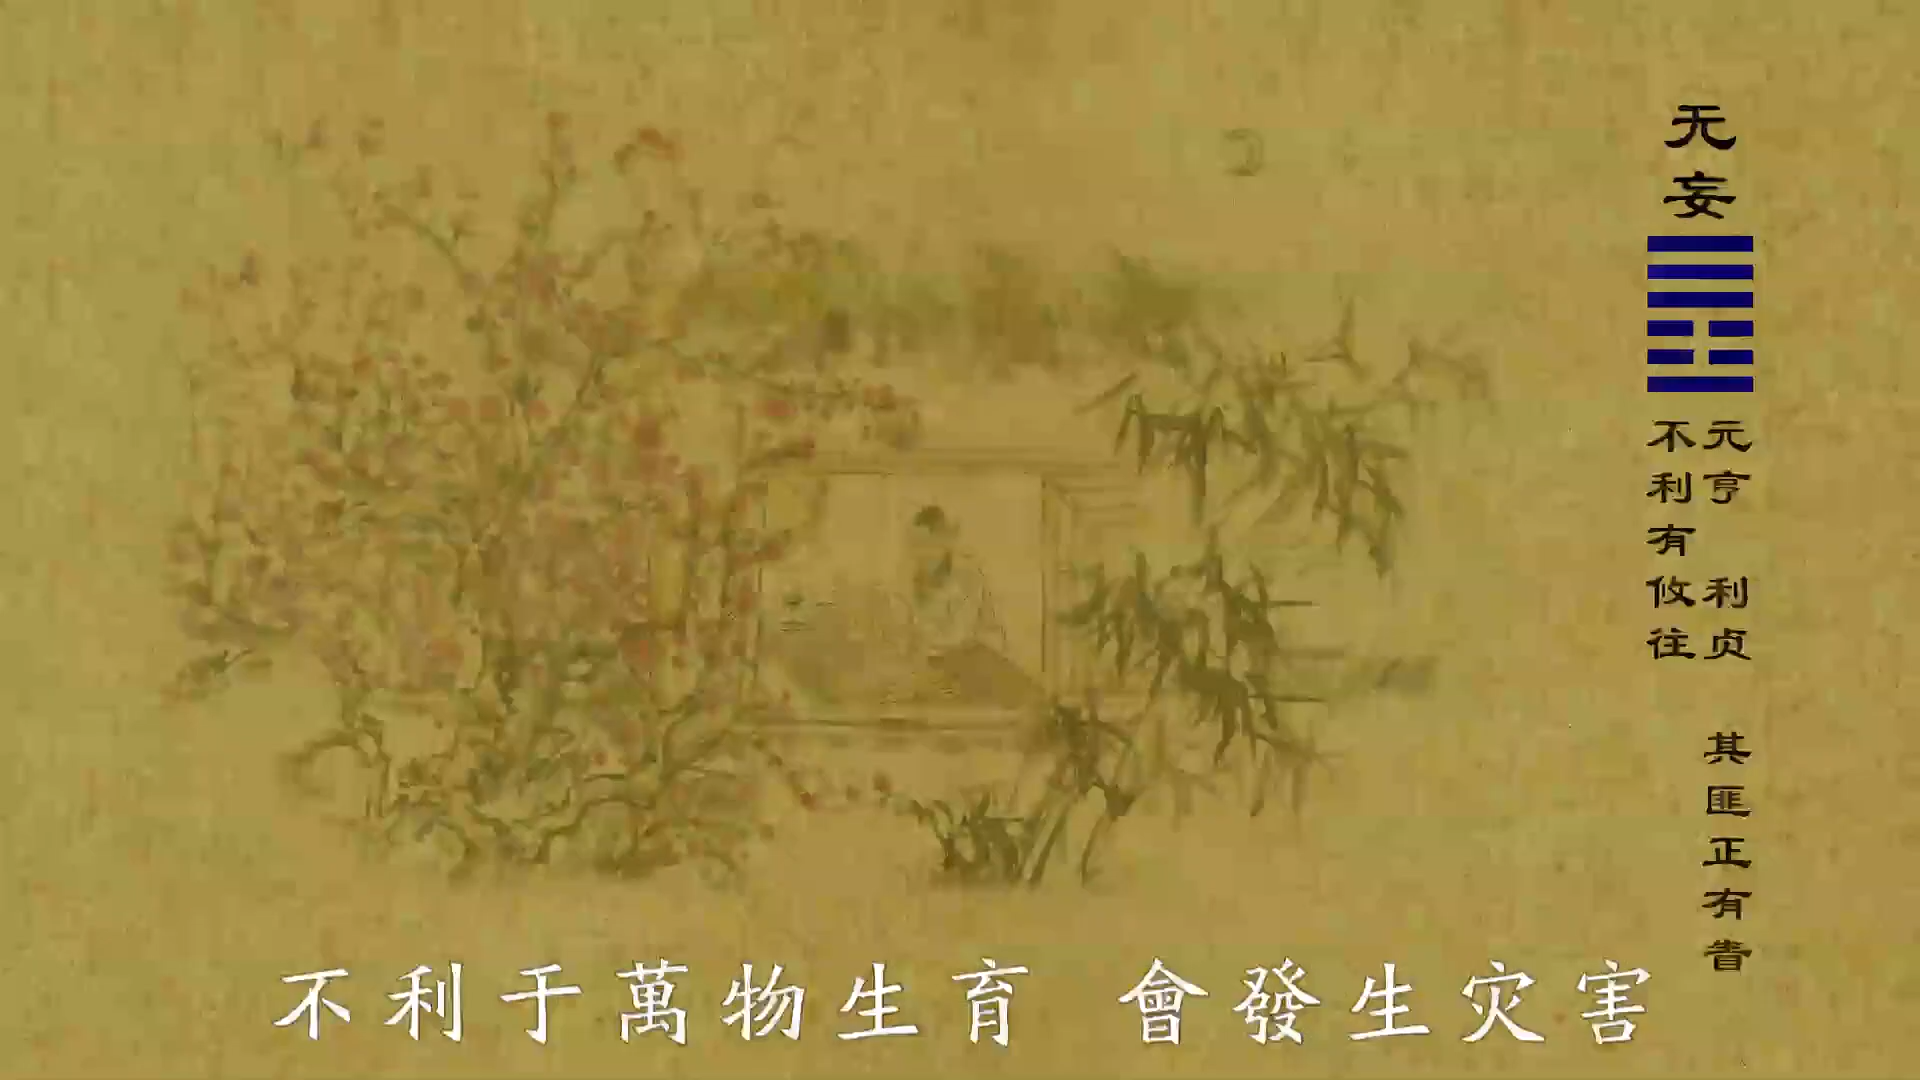 无妄
元亨 利贞 其匪正有眚
不利有攸往
不利于萬物生育 會發生灾害